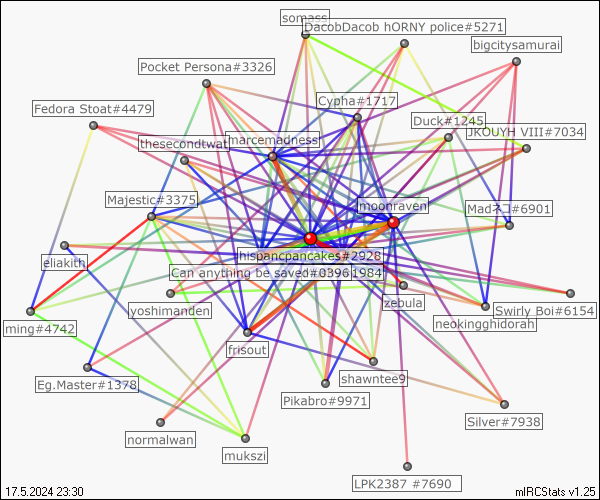 somass
DacobDacob hORNY police#5271
bigcitysamurai
Pocket Persona#3326
Cypha#1717
Fedora Stoat#4479
Duck#1245
JKOUYH VIII#7034
thesecondtwat
marcemadness
Majestic#3375
moonraven
Madネコ#6901
eliakith
hispancpancakes#2928
Can anything be saved#0396
1984
zebula
yoshimanden
Swirly Boi#6154
neokingghidorah
ming#4742
frisout
shawntee9
Eg.Master#1378
Pikabro#9971
Silver#7938
normalwan
mukszi
LPK2387 #7690
17.5.2024 23:30
mIRCStats v1.25